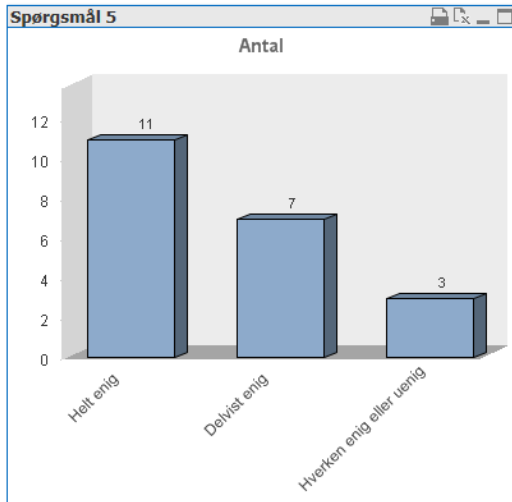 Spørgsmål 5
Antal
12
10
8
6
4
2
0
11
7
3
Helt enig
Delvist enig
Hverken enig eller uenig